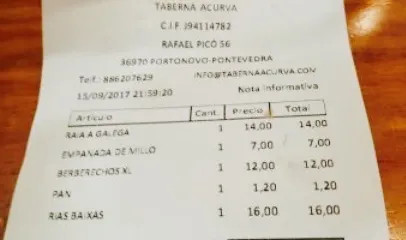 TABERNA ACURVA
C.I.F. J94114782
RAFAEL PICÓ 56
36970 PORTONOVO-PONTEVEDRA
Telf.: 886207629 INFO@TABERNAACURVA.COM
15/09/2017 21:59:20 Nota informativa
Artículo Cant. Precio Total
RAIA A GALEGA 1 14,00 14,00
EMPANADA DE MILLO 1 7,00 7,00
BERBERECHOS XL 1 12,00 12,00
PAN 1 1,20 1,20
RIAS BAIXAS 1 16,00 16,00